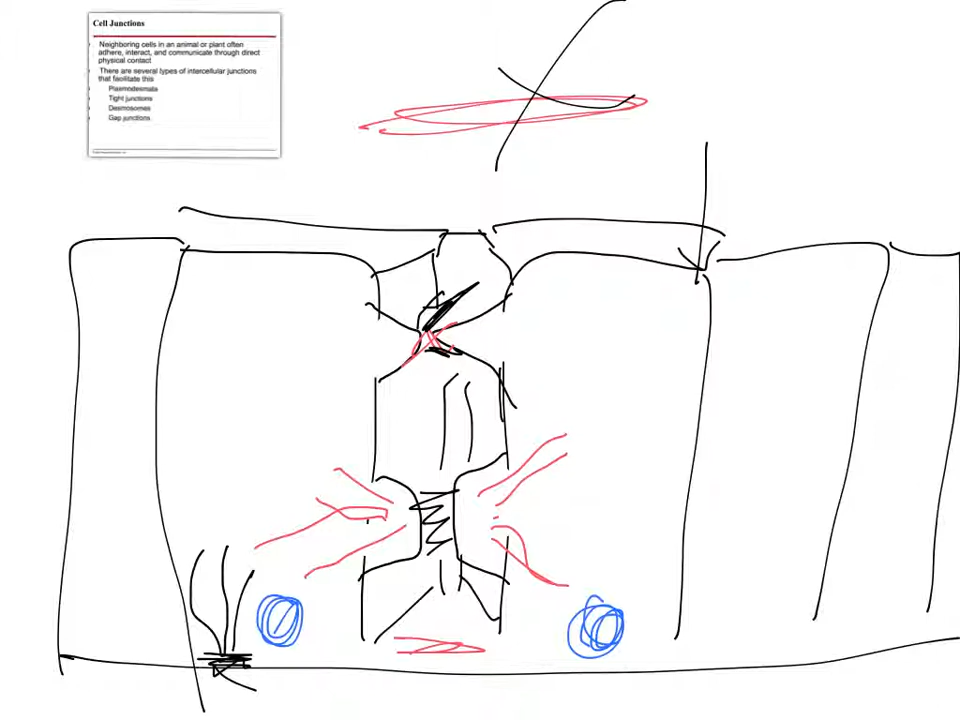 Cell Junctions
Neighboring cells in an animal or plant often
adhere, interact, and communicate through direct
physical contact
There are several types of intercellular junctions
that facilitate this
Plasmodesmata
Tight junctions
Desmosomes
Gap junctions